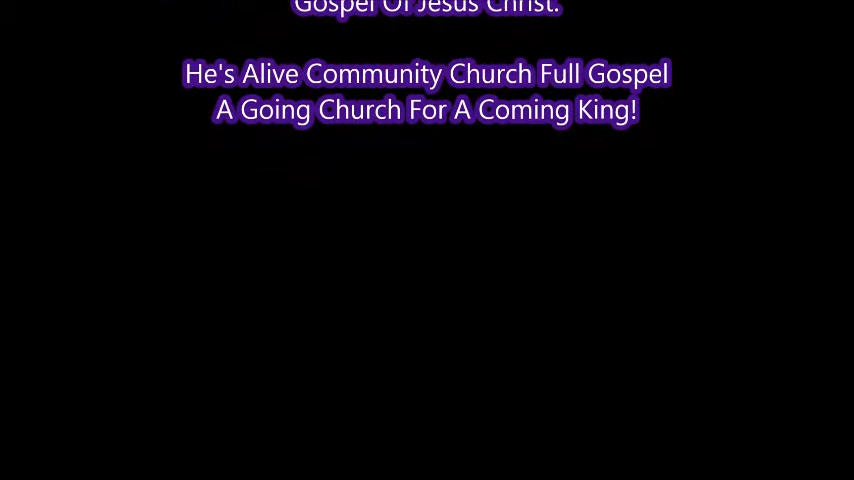 Gospel Of Jesus Christ.
He's Alive Community Church Full Gospel
A Going Church For A Coming King!